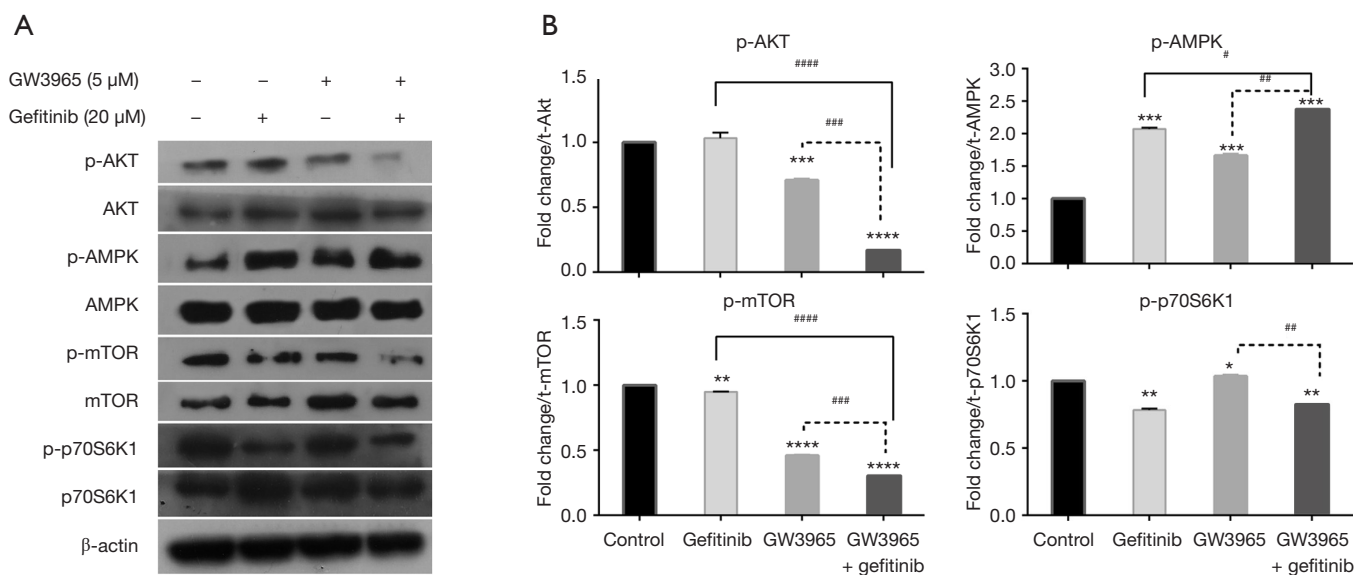 A
GW3965 (5 μM) – – + +
Gefitinib (20 μM) – + – +
p-AKT
AKT
p-AMPK
AMPK
p-mTOR
mTOR
p-p70S6K1
p70S6K1
β-actin
B
p-AKT
Fold change/t-Akt
1.5
1.0
0.5
0.0
####
###
***
****
p-AMPK
Fold change/t-AMPK
3.0
2.5
2.0
1.5
1.0
0.0
#
##
***
***
***
p-mTOR
Fold change/t-mTOR
1.5
1.0
0.5
0.0
####
###
**
****
****
Control Gefitinib GW3965 GW3965
+ gefitinib
p-p70S6K1
Fold change/t-p70S6K1
1.5
1.0
0.5
0.0
##
**
*
**
Control Gefitinib GW3965 GW3965
+ gefitinib